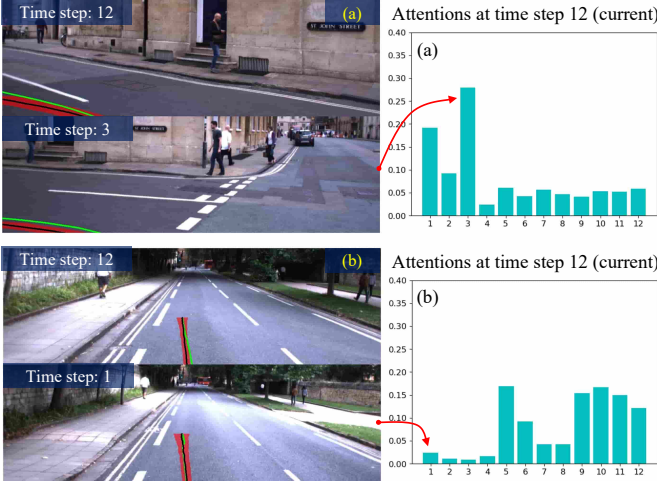 Time step: 12
(a)
ST JOHN STREET
Time step: 3
ST JOHN STREET
Attentions at time step 12 (current)
(a)
0.40
0.35
0.30
0.25
0.20
0.15
0.10
0.05
0.00
1 2 3 4 5 6 7 8 9 10 11 12
Time step: 12
(b)
Time step: 1
Attentions at time step 12 (current)
(b)
0.40
0.35
0.30
0.25
0.20
0.15
0.10
0.05
0.00
1 2 3 4 5 6 7 8 9 10 11 12